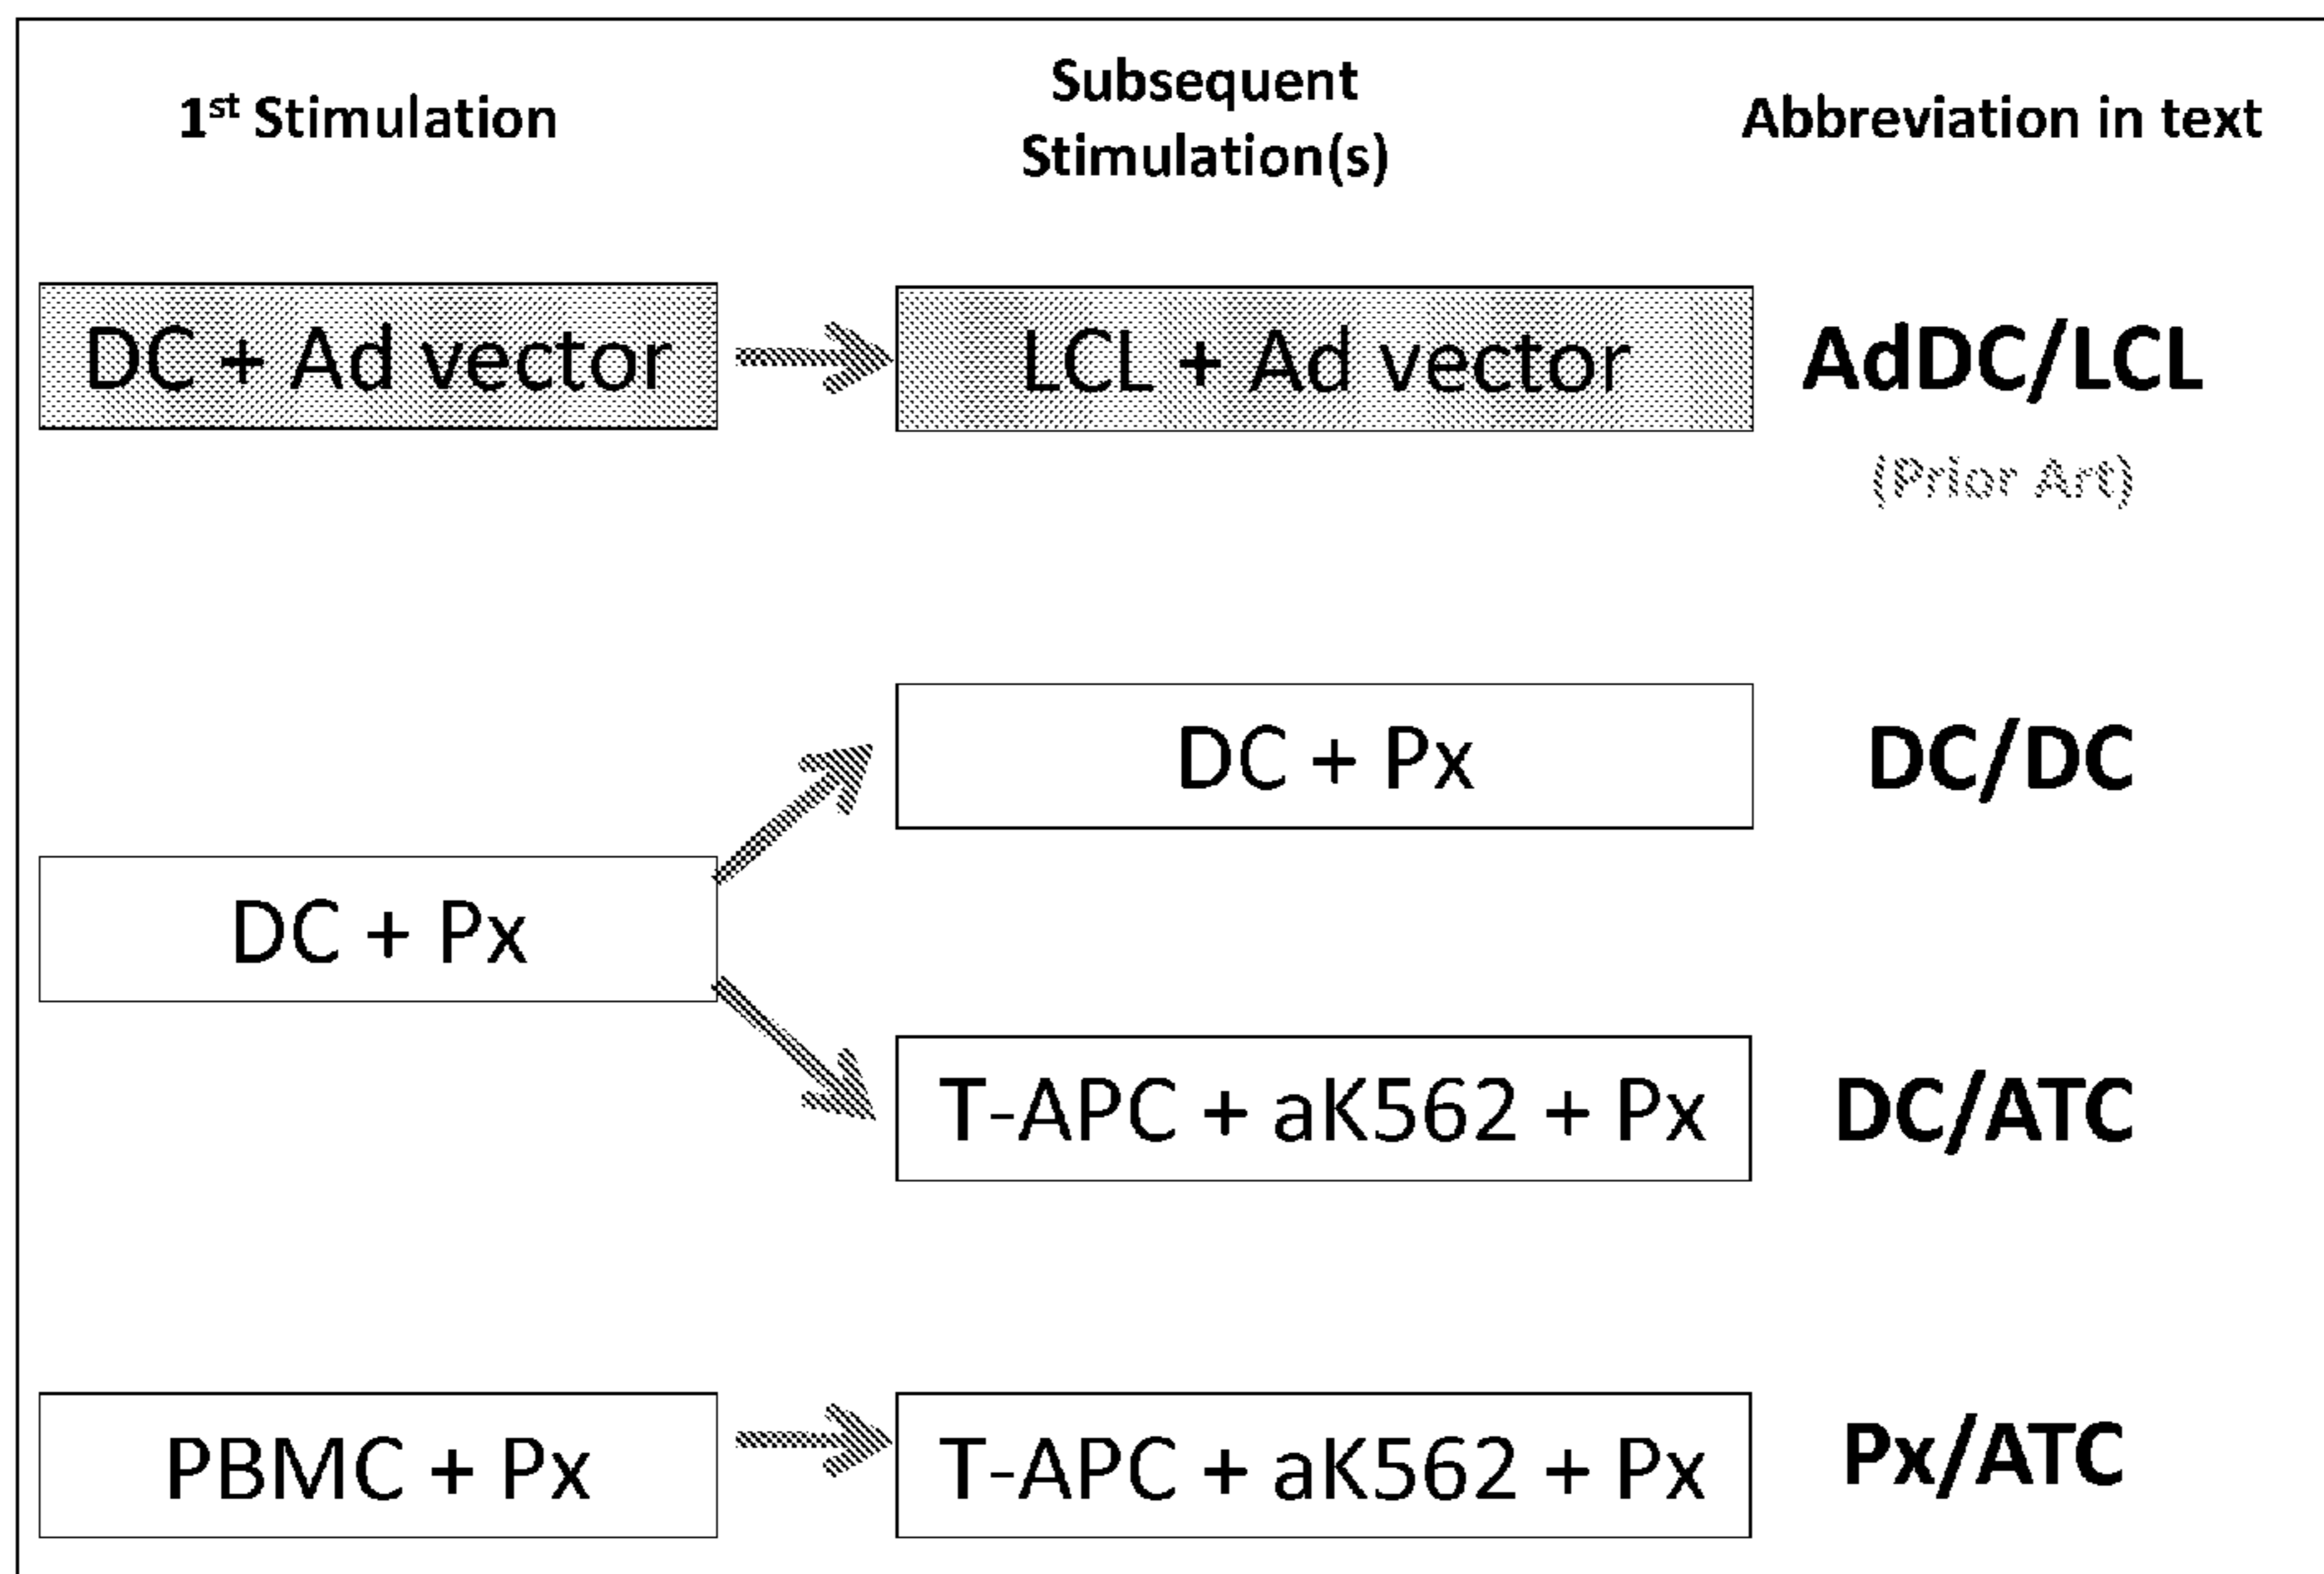 1st Stimulation
Subsequent
Stimulation(s)
Abbreviation in text
DC + Ad vector
LCL + Ad vector
AdDC/LCL
(Prior Art)
DC + Px
DC/DC
DC + Px
T-APC + aK562 + Px
DC/ATC
PBMC + Px
T-APC + aK562 + Px
Px/ATC